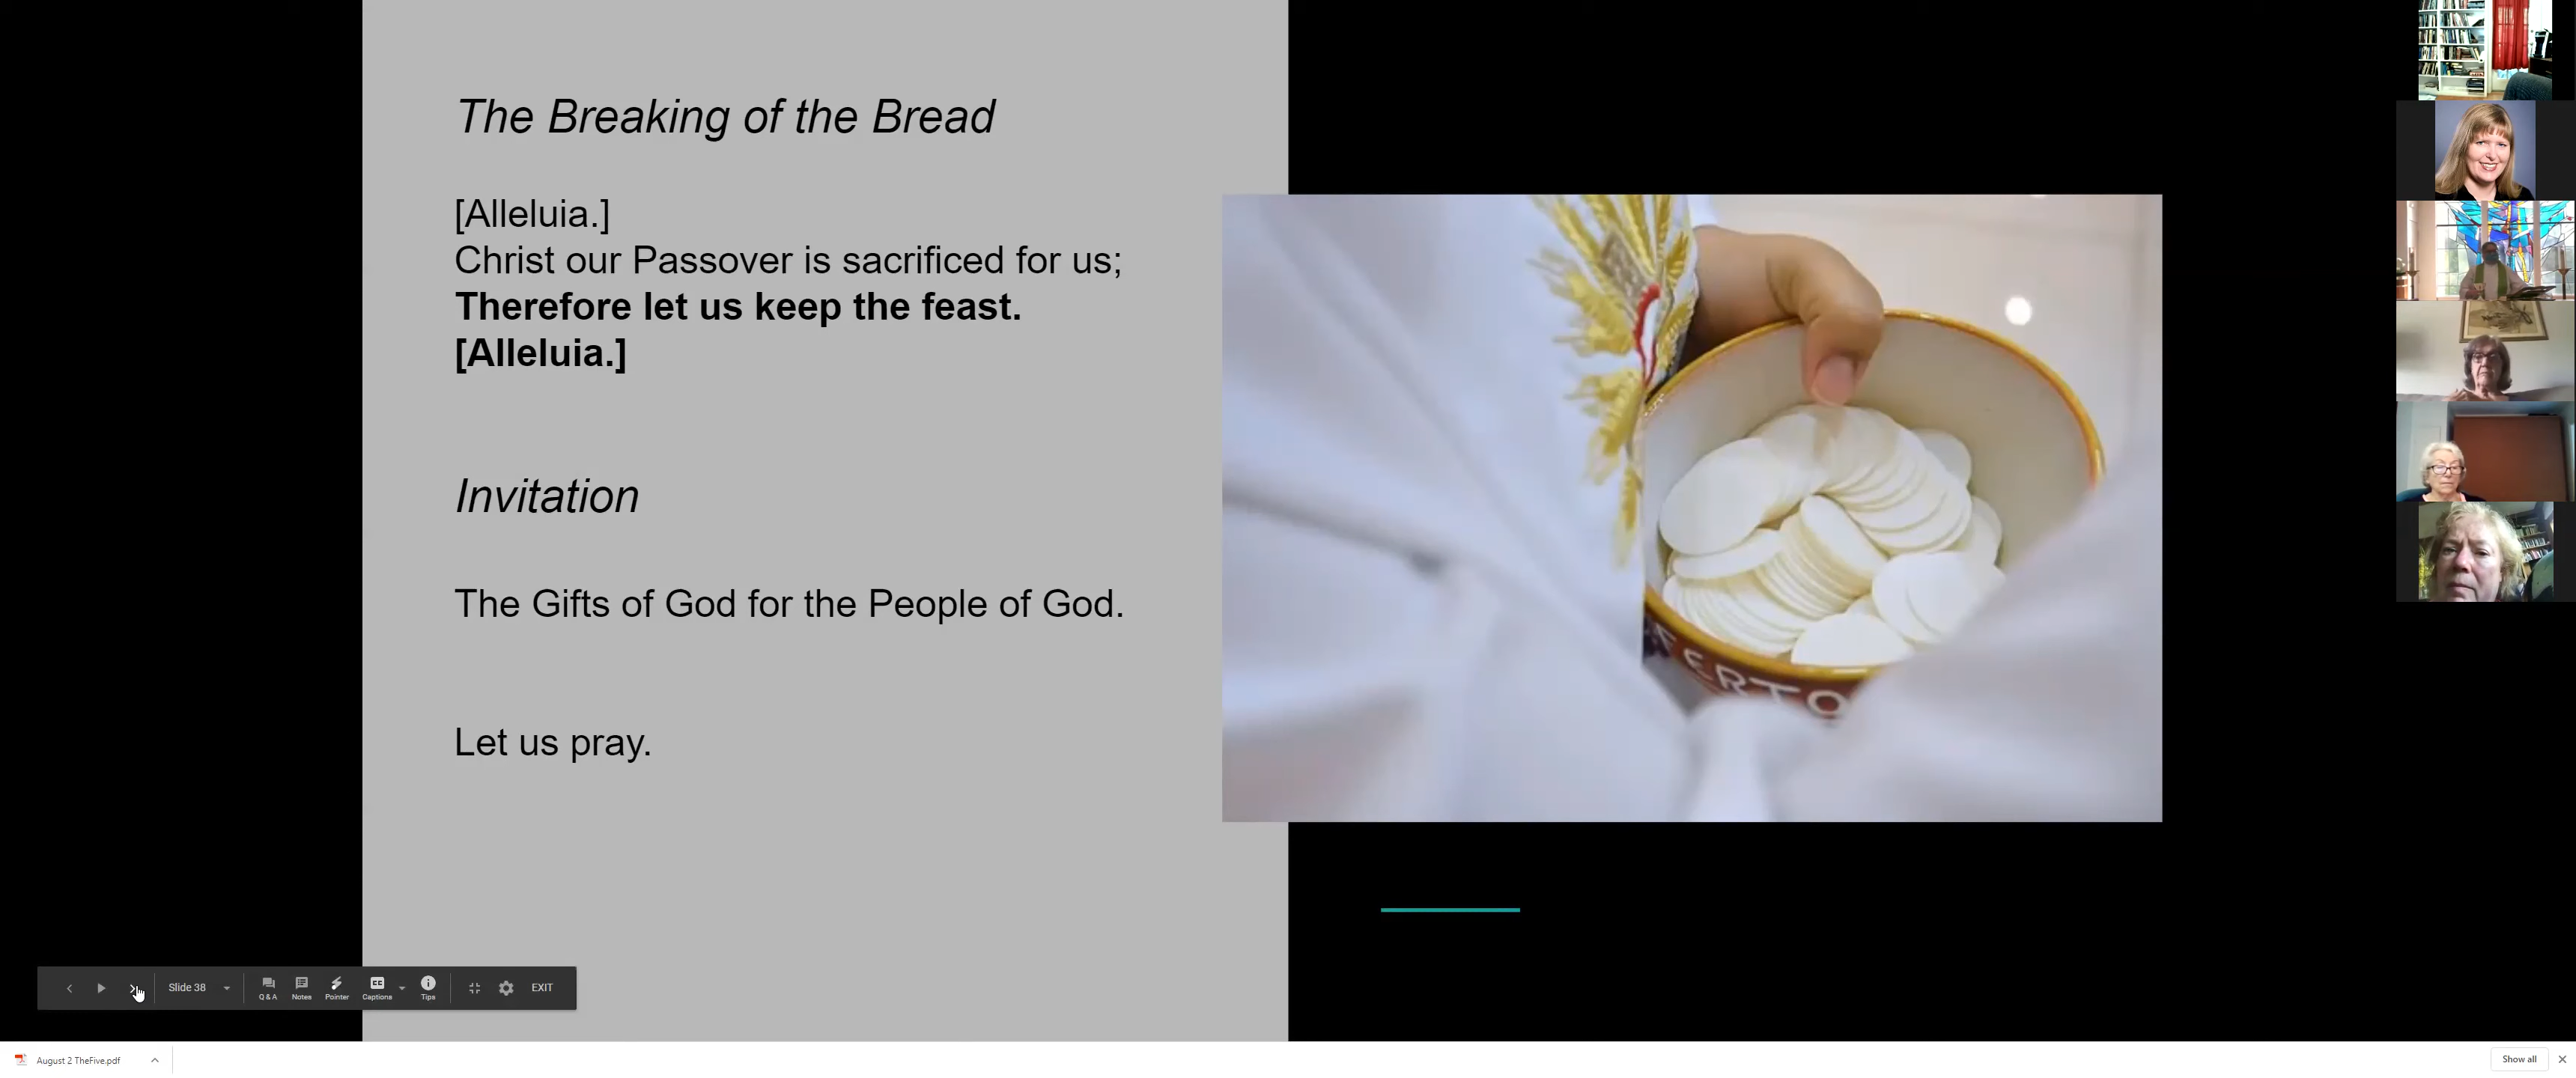 The Breaking of the Bread
[Alleluia.]
Christ our Passover is sacrificed for us;
Therefore let us keep the feast.
[Alleluia.]
Invitation
The Gifts of God for the People of God.
Let us pray.
ERTO
Slide 38
Q & A
Notes
Pointer
Captions
Tips
EXIT
August 2 TheFive.pdf
Show all